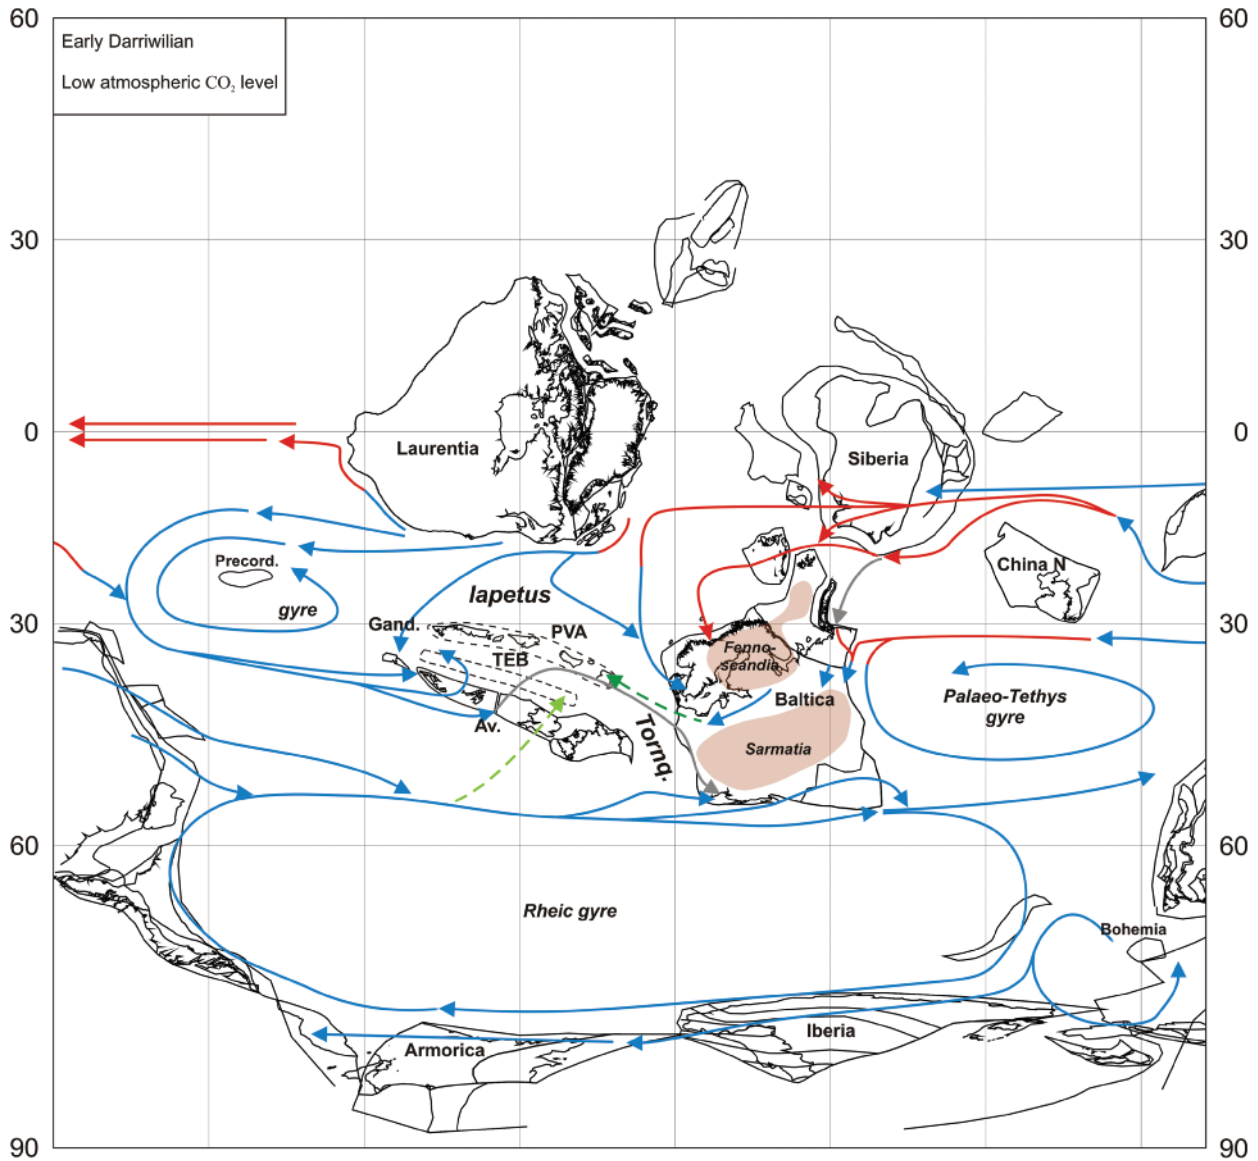 60
60
Early Darriwilian
Low atmospheric CO₂ level
30
30
0
0
Laurentia
Siberia
Precord.
gyre
Iapetus
China N
30
30
Gand.
PVA
TEB
Fenno-
scandia
Av.
Tornq.
Baltica
Sarmatia
Palaeo-Tethys
gyre
60
60
Rheic gyre
Bohemia
Armorica
Iberia
90
90